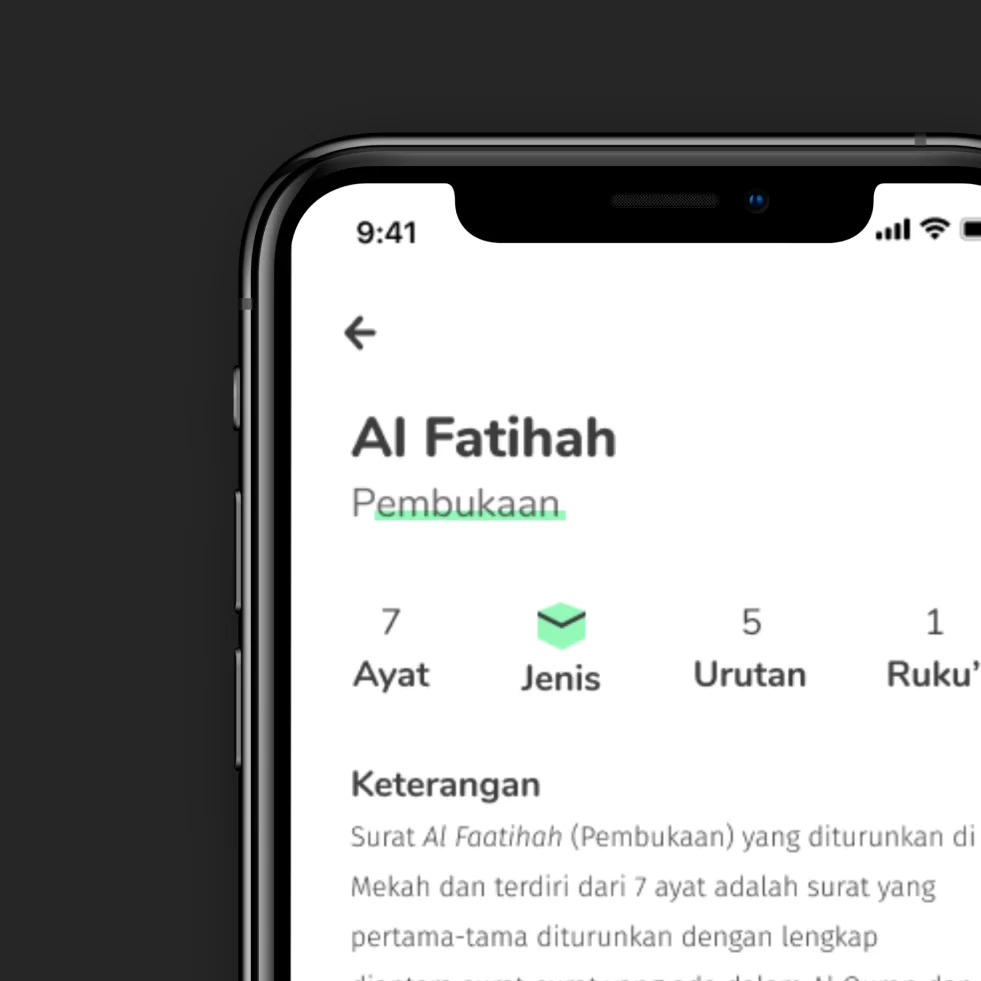 9:41
Al Fatihah
Pembukaan
7 5 1
Ayat Jenis Urutan Ruku'
Keterangan
Surat Al Faatihah (Pembukaan) yang diturunkan di
Mekah dan terdiri dari 7 ayat adalah surat yang
pertama-tama diturunkan dengan lengkap